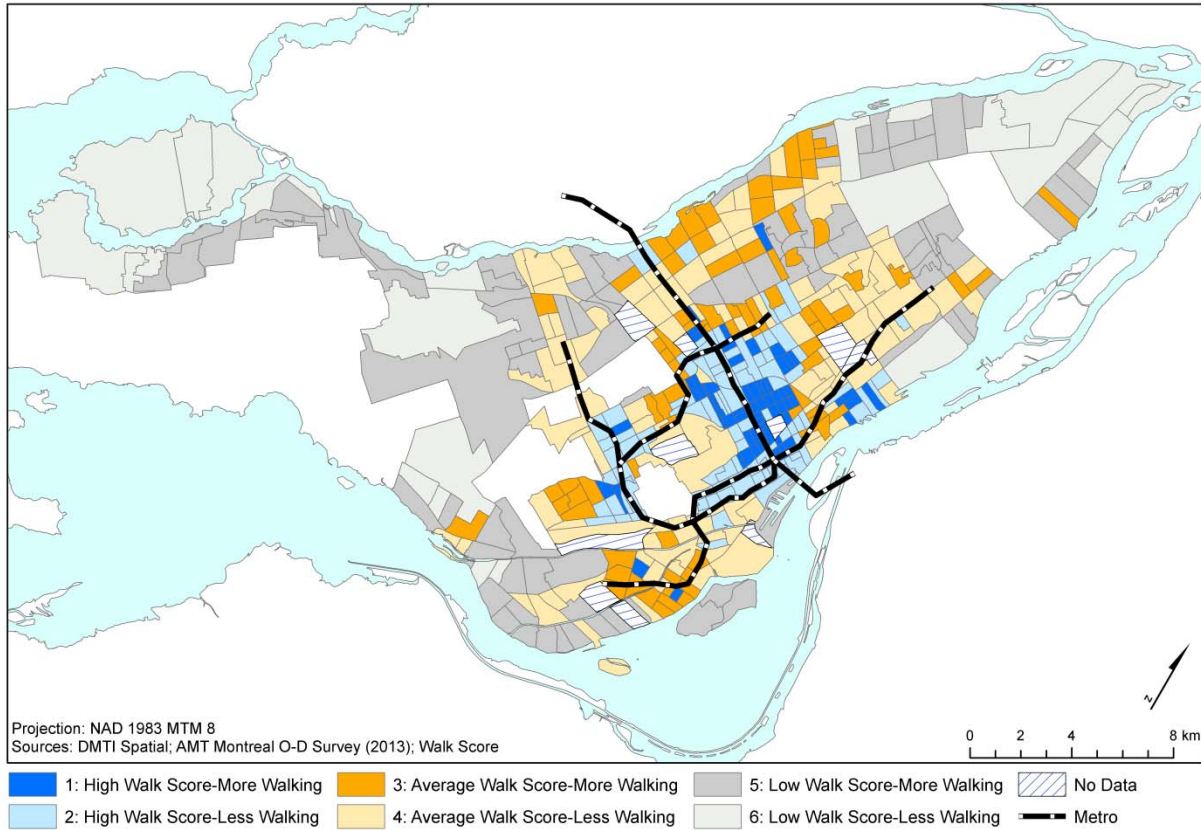 N
Projection: NAD 1983 MTM 8
Sources: DMTI Spatial; AMT Montreal O-D Survey (2013); Walk Score
0 2 4 8 km
1: High Walk Score-More Walking
3: Average Walk Score-More Walking
5: Low Walk Score-More Walking
No Data
2: High Walk Score-Less Walking
4: Average Walk Score-Less Walking
6: Low Walk Score-Less Walking
Metro